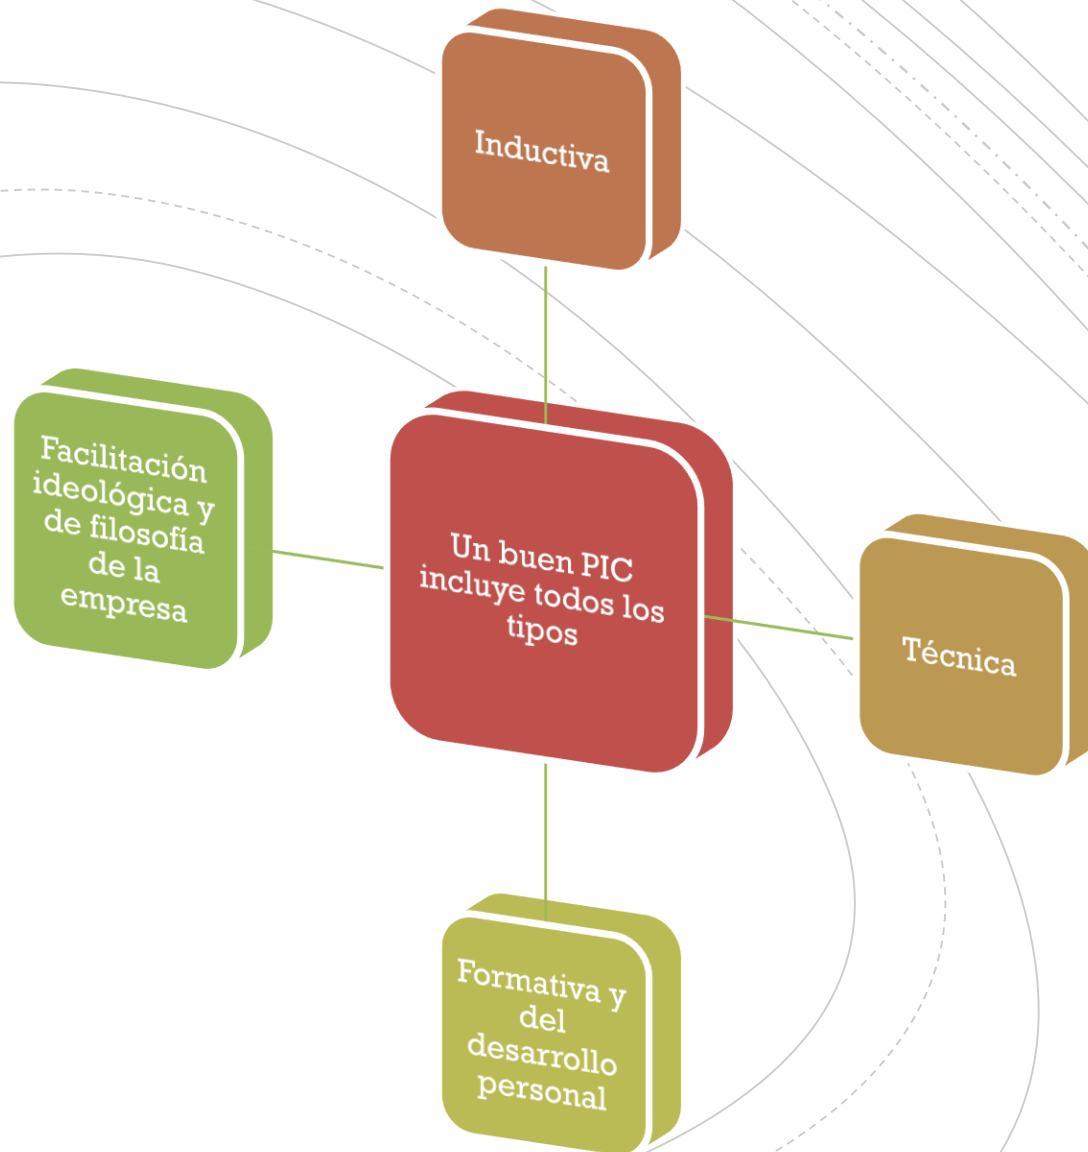 Inductiva
Facilitación
ideológica y
de filosofía
de la
empresa
Un buen PIC
incluye todos los
tipos
Técnica
Formativa y
del
desarrollo
personal